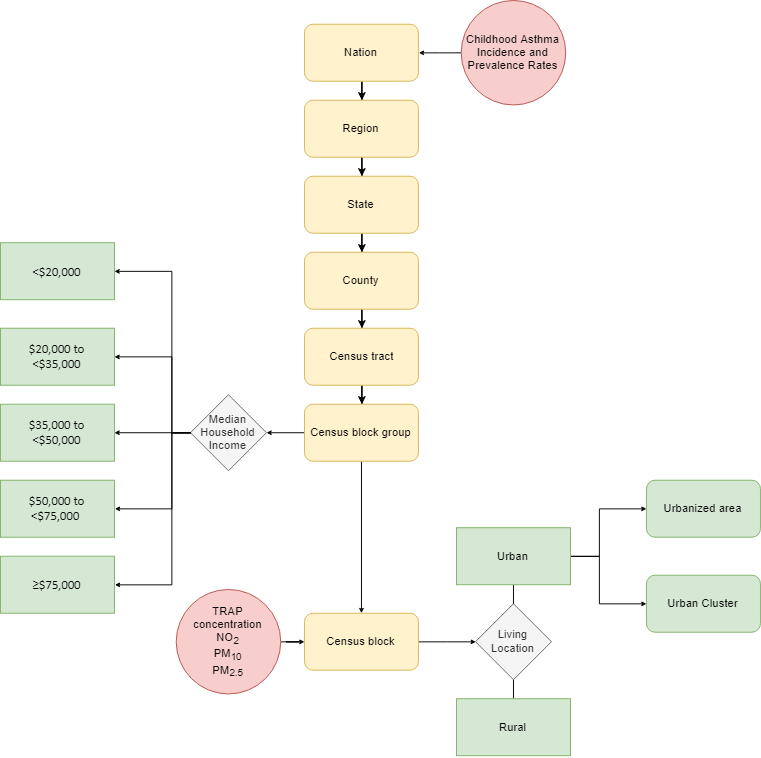 Childhood Asthma
Incidence and
Prevalence Rates
Nation
Region
State
County
Census tract
Census block group
Median
Household
Income
<$20,000
$20,000 to
<$35,000
$35,000 to
<$50,000
$50,000 to
<$75,000
≥$75,000
TRAP
concentration
NO2
PM10
PM2.5
Census block
Living
Location
Urban
Urbanized area
Urban Cluster
Rural